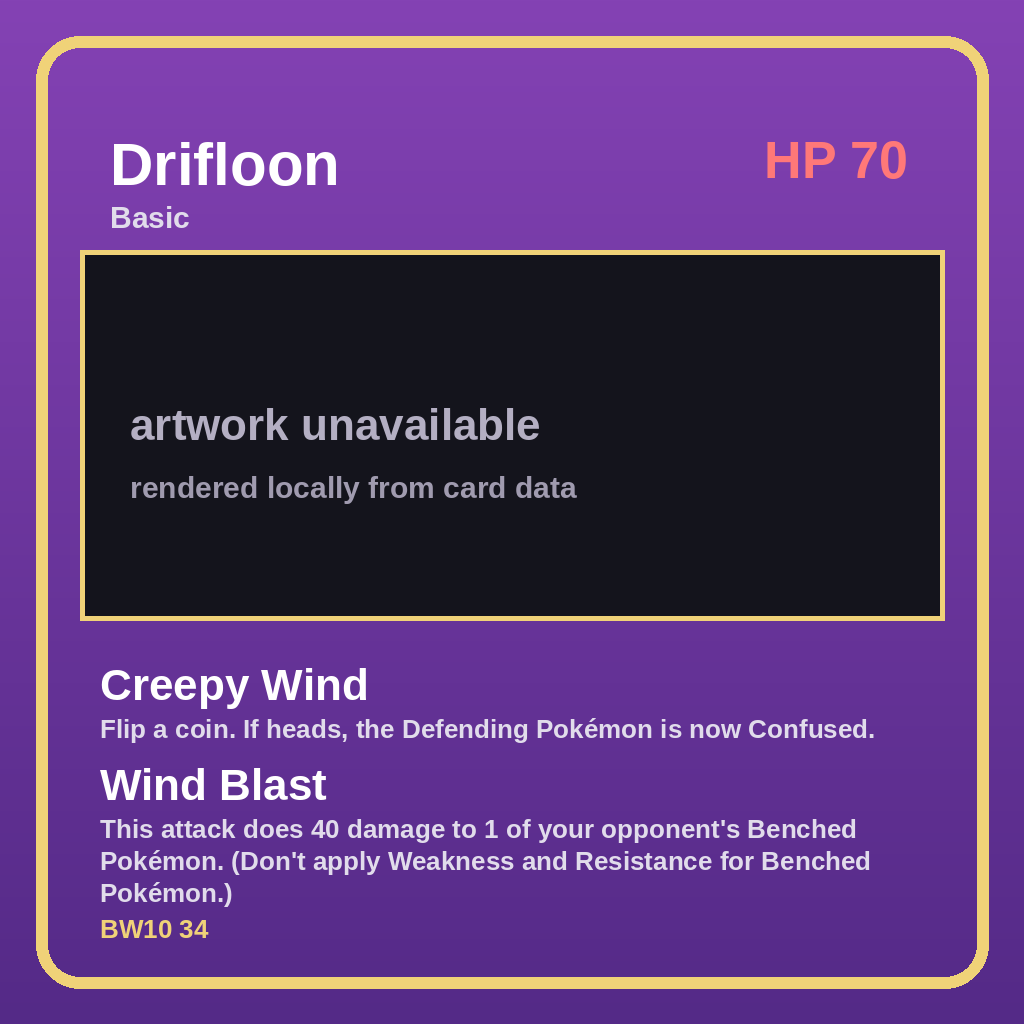 Drifloon
HP 70
Basic
artwork unavailable
rendered locally from card data
Creepy Wind
Flip a coin. If heads, the Defending Pokémon is now Confused.
Wind Blast
This attack does 40 damage to 1 of your opponent's Benched
Pokémon. (Don't apply Weakness and Resistance for Benched
Pokémon.)
BW10 34